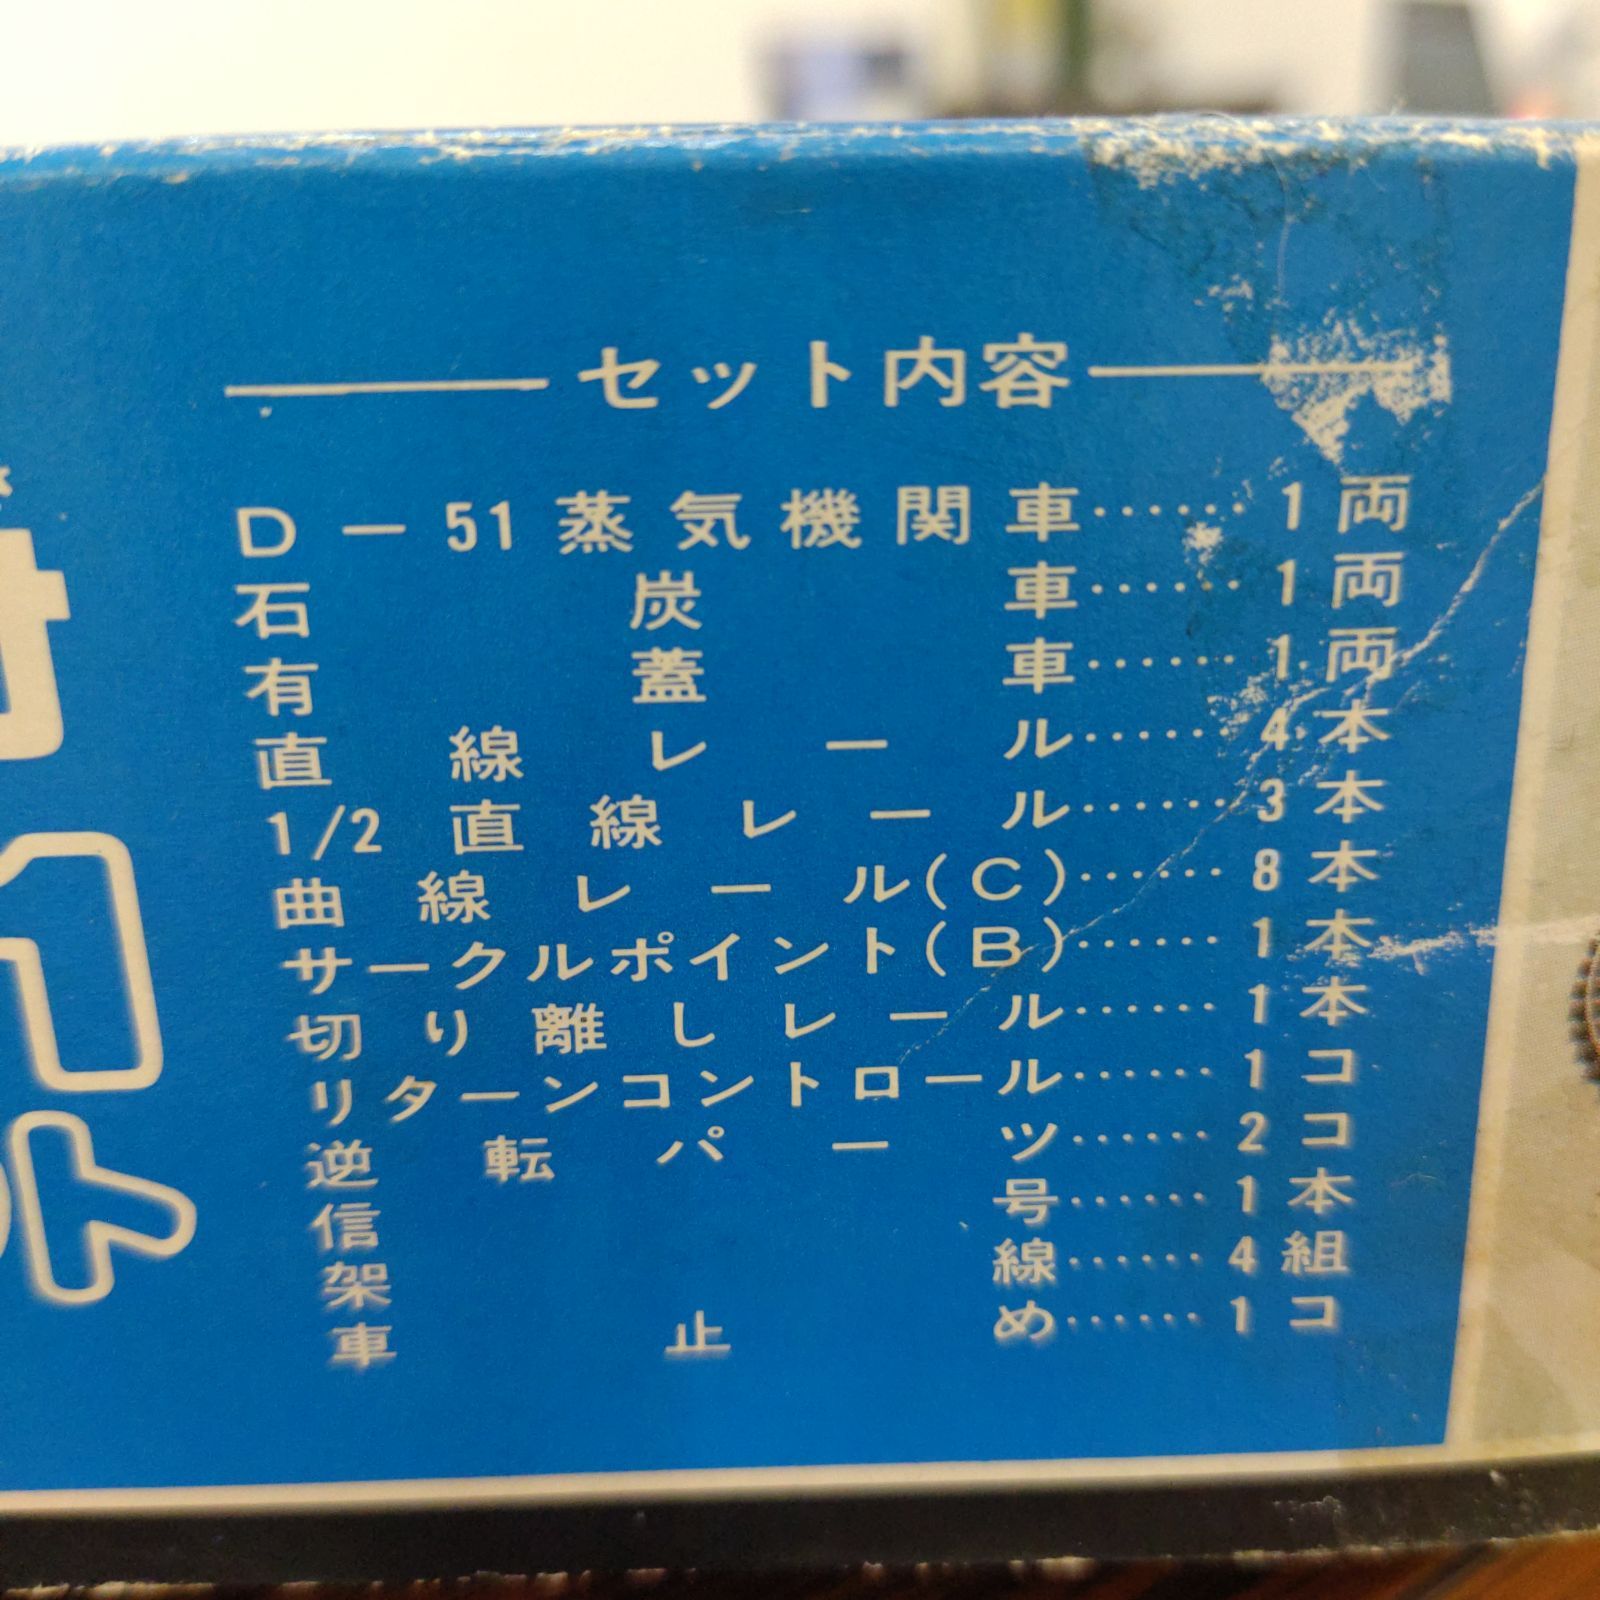 セット内容
D-51蒸気機関車……1両
石炭車……1両
有蓋車……1両
直線レール……4本
1/2直線レール……3本
曲線レール(C)……8本
サークルポイント(B)……1本
切り離しレール……1本
リターンコントロール……1コ
逆転パーツ……2コ
信号……1本
架線……4組
車止め……1コ
1
ト